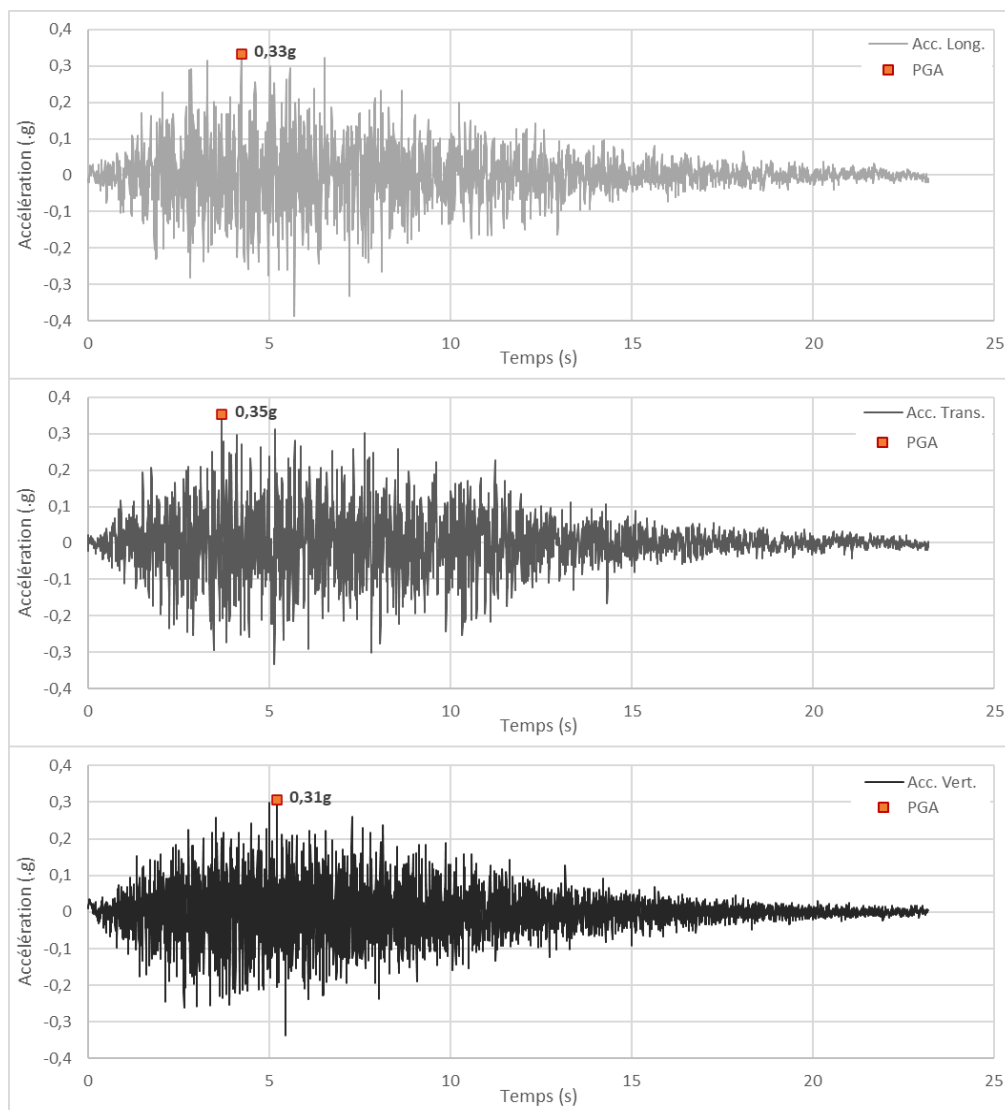 0,4
0,3
0,2
0,1
0
-0,1
-0,2
-0,3
-0,4
Accélération (.g)
0,33g
Acc. Long.
PGA
0 5 10 15 20 25
Temps (s)
0,4
0,3
0,2
0,1
0
-0,1
-0,2
-0,3
-0,4
Accélération (.g)
0,35g
Acc. Trans.
PGA
0 5 10 15 20 25
Temps (s)
0,4
0,3
0,2
0,1
0
-0,1
-0,2
-0,3
-0,4
Accélération (.g)
0,31g
Acc. Vert.
PGA
0 5 10 15 20 25
Temps (s)